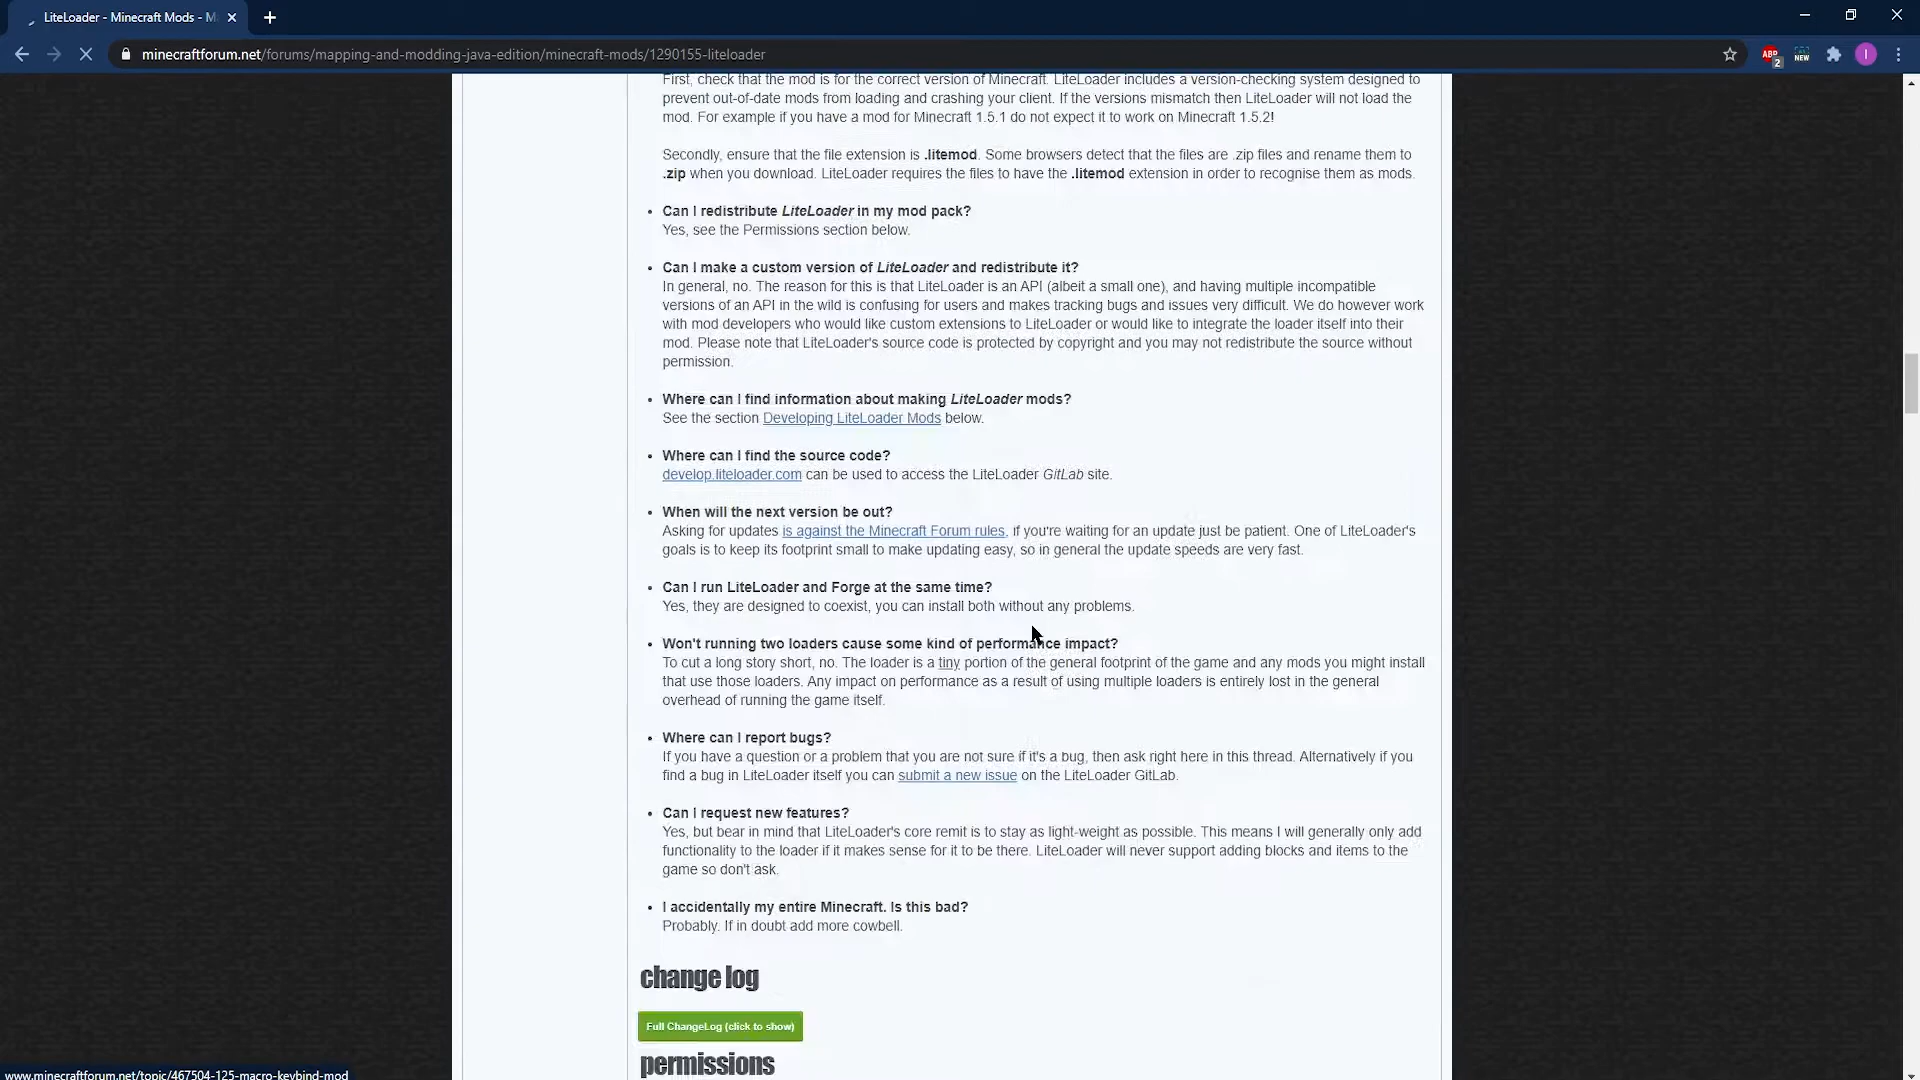 LiteLoader - Minecraft Mods - M
minecraftforum.net/forums/mapping-and-modding-java-edition/minecraft-mods/1290155-liteloader
ABP
2
NEW
I
First, check that the mod is for the correct version of Minecraft. LiteLoader includes a version-checking system designed to
prevent out-of-date mods from loading and crashing your client. If the versions mismatch then LiteLoader will not load the
mod. For example if you have a mod for Minecraft 1.5.1 do not expect it to work on Minecraft 1.5.2!
Secondly, ensure that the file extension is .litemod. Some browsers detect that the files are .zip files and rename them to
.zip when you download. LiteLoader requires the files to have the .litemod extension in order to recognise them as mods.
• Can I redistribute LiteLoader in my mod pack?
Yes, see the Permissions section below.
• Can I make a custom version of LiteLoader and redistribute it?
In general, no. The reason for this is that LiteLoader is an API (albeit a small one), and having multiple incompatible
versions of an API in the wild is confusing for users and makes tracking bugs and issues very difficult. We do however work
with mod developers who would like custom extensions to LiteLoader or would like to integrate the loader itself into their
mod. Please note that LiteLoader's source code is protected by copyright and you may not redistribute the source without
permission.
• Where can I find information about making LiteLoader mods?
See the section Developing LiteLoader Mods below.
• Where can I find the source code?
develop.liteloader.com can be used to access the LiteLoader GitLab site.
• When will the next version be out?
Asking for updates is against the Minecraft Forum rules, if you're waiting for an update just be patient. One of LiteLoader's
goals is to keep its footprint small to make updating easy, so in general the update speeds are very fast.
• Can I run LiteLoader and Forge at the same time?
Yes, they are designed to coexist, you can install both without any problems.
• Won't running two loaders cause some kind of performance impact?
To cut a long story short, no. The loader is a tiny portion of the general footprint of the game and any mods you might install
that use those loaders. Any impact on performance as a result of using multiple loaders is entirely lost in the general
overhead of running the game itself.
• Where can I report bugs?
If you have a question or a problem that you are not sure if it's a bug, then ask right here in this thread. Alternatively if you
find a bug in LiteLoader itself you can submit a new issue on the LiteLoader GitLab.
• Can I request new features?
Yes, but bear in mind that LiteLoader's core remit is to stay as light-weight as possible. This means I will generally only add
functionality to the loader if it makes sense for it to be there. LiteLoader will never support adding blocks and items to the
game so don't ask.
• I accidentally my entire Minecraft. Is this bad?
Probably. If in doubt add more cowbell.
change log
Full ChangeLog (click to show)
permissions
www.minecraftforum.net/topic/467504-125-macro-keybind-mod